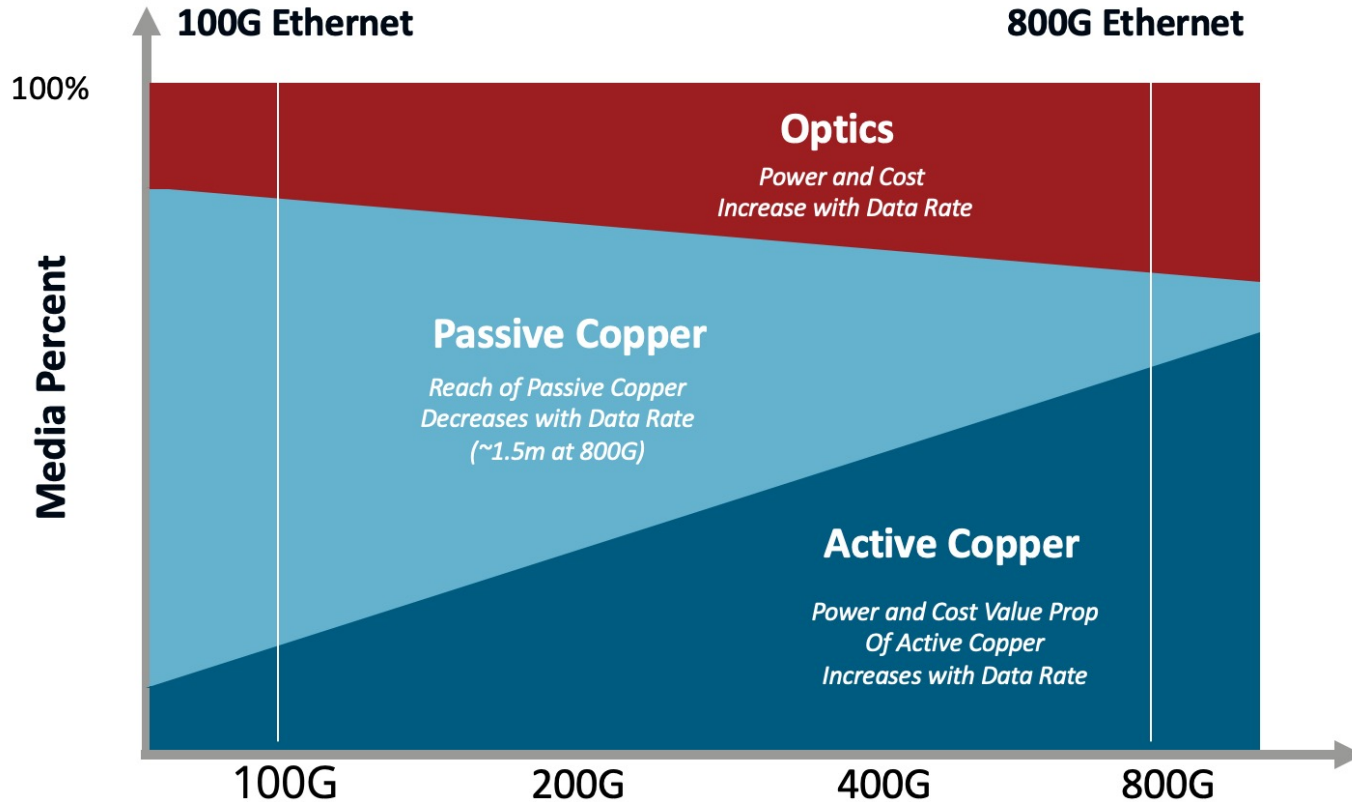 100G Ethernet
800G Ethernet
100%
Optics
Power and Cost
Increase with Data Rate
Media Percent
Passive Copper
Reach of Passive Copper
Decreases with Data Rate
(~1.5m at 800G)
Active Copper
Power and Cost Value Prop
Of Active Copper
Increases with Data Rate
100G
200G
400G
800G